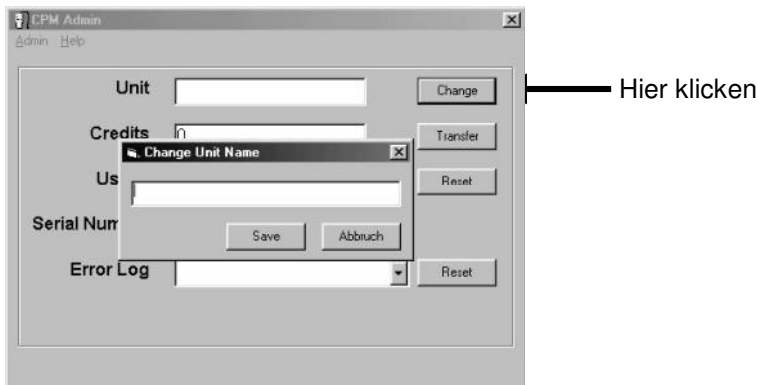 CPM Admin
Admin Help
Unit
Change
Hier klicken
Credits
0
Transfer
Change Unit Name
Us
Reset
Serial Num
Save
Abbruch
Error Log
Reset